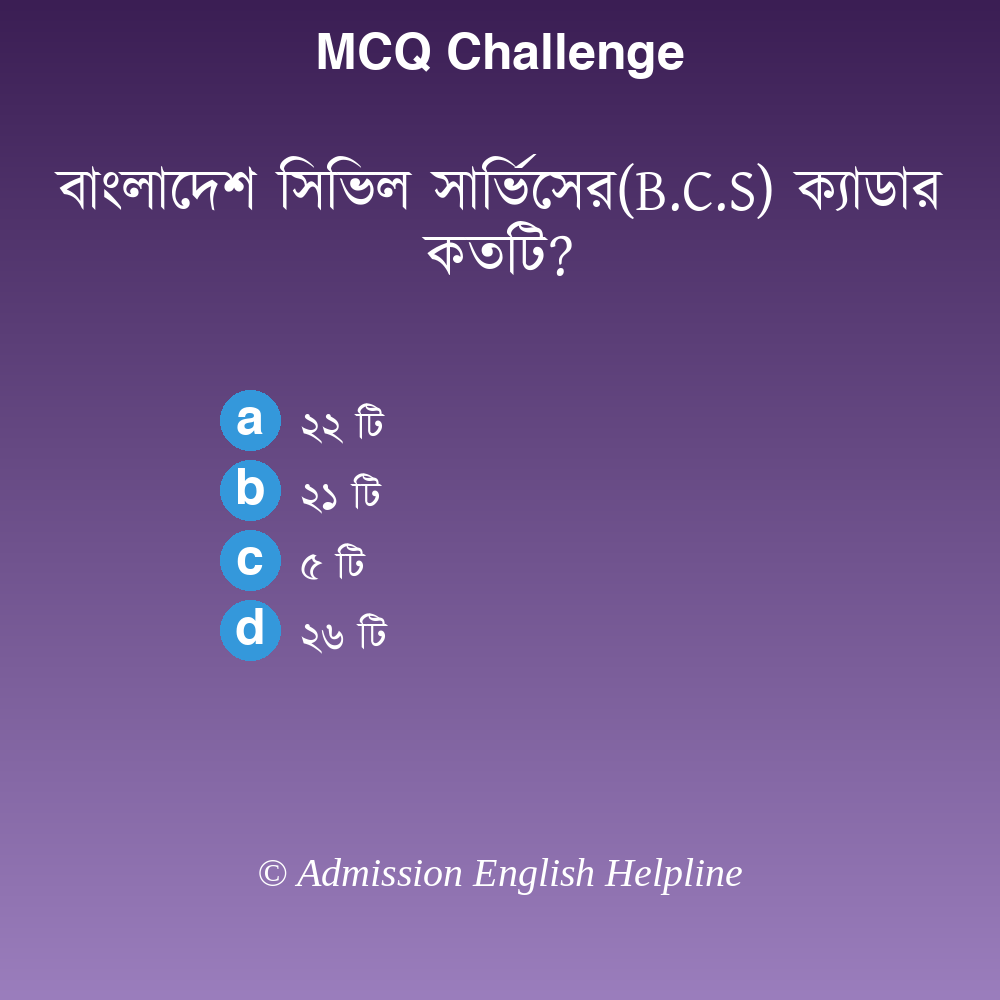 MCQ Challenge
বাংলাদেশ সিভিল সার্ভিসের(B.C.S) ক্যাডার
কতটি?
a ২২ টি
b ২১ টি
c ৫ টি
d ২৬ টি
© Admission English Helpline